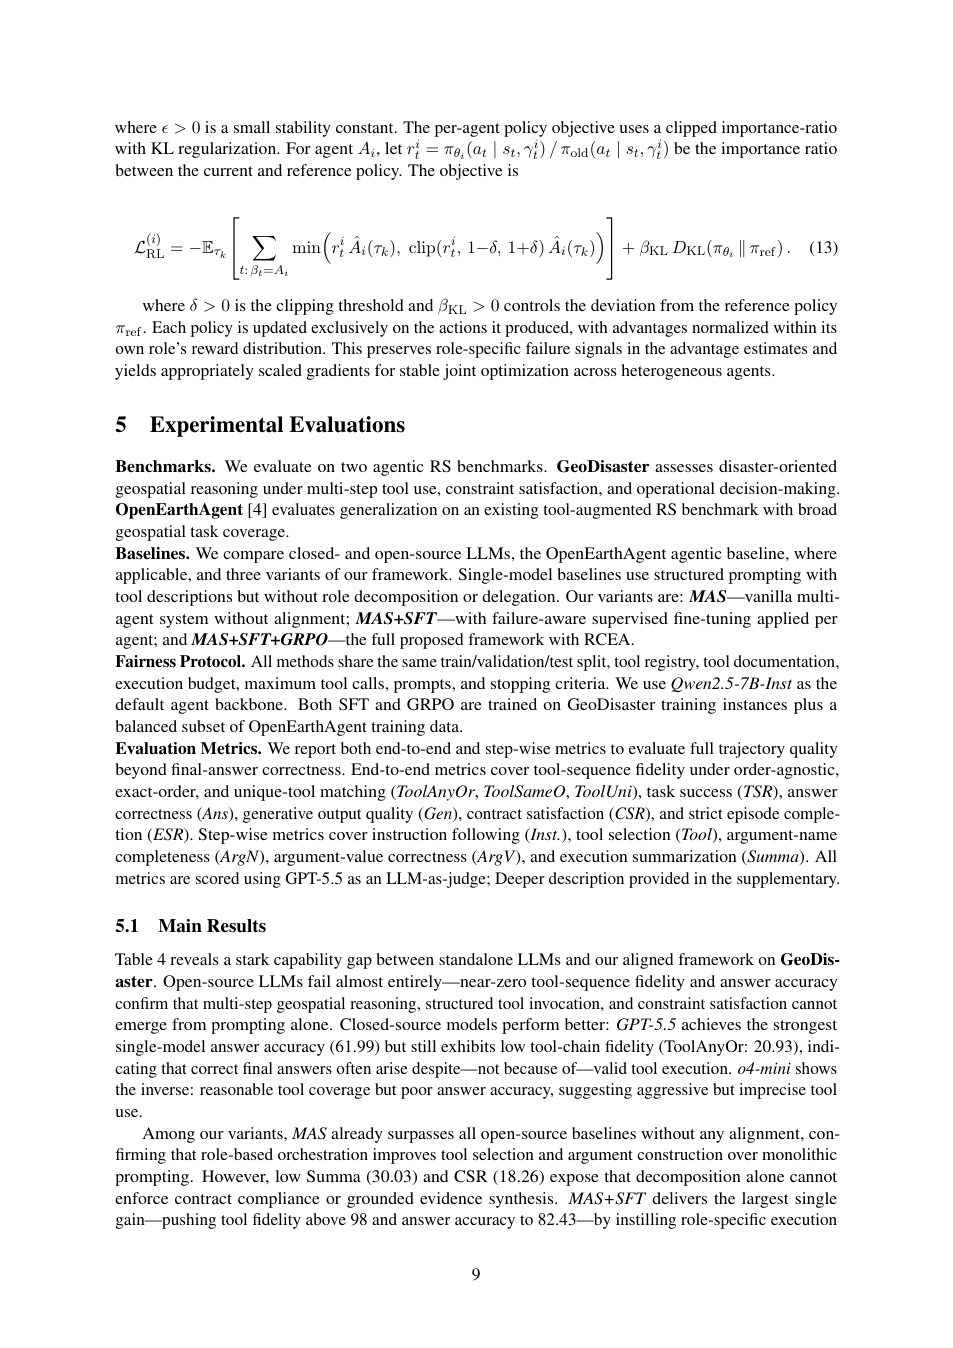 where ϵ > 0 is a small stability constant. The per-agent policy objective uses a clipped importance-ratio
with KL regularization. For agent A_i, let r_t^i = π_{θ_i}(a_t | s_t, γ_t^i) / π_old(a_t | s_t, γ_t^i) be the importance ratio
between the current and reference policy. The objective is
L_RL^(i) = −E_{τ_k} [ ∑_{t: β_t=A_i} min( r_t^i Â_i(τ_k), clip(r_t^i, 1−δ, 1+δ) Â_i(τ_k) ) ] + β_KL D_KL(π_{θ_i} ∥ π_ref) . (13)
where δ > 0 is the clipping threshold and β_KL > 0 controls the deviation from the reference policy
π_ref. Each policy is updated exclusively on the actions it produced, with advantages normalized within its
own role's reward distribution. This preserves role-specific failure signals in the advantage estimates and
yields appropriately scaled gradients for stable joint optimization across heterogeneous agents.
5 Experimental Evaluations
Benchmarks. We evaluate on two agentic RS benchmarks. GeoDisaster assesses disaster-oriented
geospatial reasoning under multi-step tool use, constraint satisfaction, and operational decision-making.
OpenEarthAgent [4] evaluates generalization on an existing tool-augmented RS benchmark with broad
geospatial task coverage.
Baselines. We compare closed- and open-source LLMs, the OpenEarthAgent agentic baseline, where
applicable, and three variants of our framework. Single-model baselines use structured prompting with
tool descriptions but without role decomposition or delegation. Our variants are: MAS—vanilla multi-
agent system without alignment; MAS+SFT—with failure-aware supervised fine-tuning applied per
agent; and MAS+SFT+GRPO—the full proposed framework with RCEA.
Fairness Protocol. All methods share the same train/validation/test split, tool registry, tool documentation,
execution budget, maximum tool calls, prompts, and stopping criteria. We use Qwen2.5-7B-Inst as the
default agent backbone. Both SFT and GRPO are trained on GeoDisaster training instances plus a
balanced subset of OpenEarthAgent training data.
Evaluation Metrics. We report both end-to-end and step-wise metrics to evaluate full trajectory quality
beyond final-answer correctness. End-to-end metrics cover tool-sequence fidelity under order-agnostic,
exact-order, and unique-tool matching (ToolAnyOr, ToolSameO, ToolUni), task success (TSR), answer
correctness (Ans), generative output quality (Gen), contract satisfaction (CSR), and strict episode comple-
tion (ESR). Step-wise metrics cover instruction following (Inst.), tool selection (Tool), argument-name
completeness (ArgN), argument-value correctness (ArgV), and execution summarization (Summa). All
metrics are scored using GPT-5.5 as an LLM-as-judge; Deeper description provided in the supplementary.
5.1 Main Results
Table 4 reveals a stark capability gap between standalone LLMs and our aligned framework on GeoDis-
aster. Open-source LLMs fail almost entirely—near-zero tool-sequence fidelity and answer accuracy
confirm that multi-step geospatial reasoning, structured tool invocation, and constraint satisfaction cannot
emerge from prompting alone. Closed-source models perform better: GPT-5.5 achieves the strongest
single-model answer accuracy (61.99) but still exhibits low tool-chain fidelity (ToolAnyOr: 20.93), indi-
cating that correct final answers often arise despite—not because of—valid tool execution. o4-mini shows
the inverse: reasonable tool coverage but poor answer accuracy, suggesting aggressive but imprecise tool
use.
Among our variants, MAS already surpasses all open-source baselines without any alignment, con-
firming that role-based orchestration improves tool selection and argument construction over monolithic
prompting. However, low Summa (30.03) and CSR (18.26) expose that decomposition alone cannot
enforce contract compliance or grounded evidence synthesis. MAS+SFT delivers the largest single
gain—pushing tool fidelity above 98 and answer accuracy to 82.43—by instilling role-specific execution
9